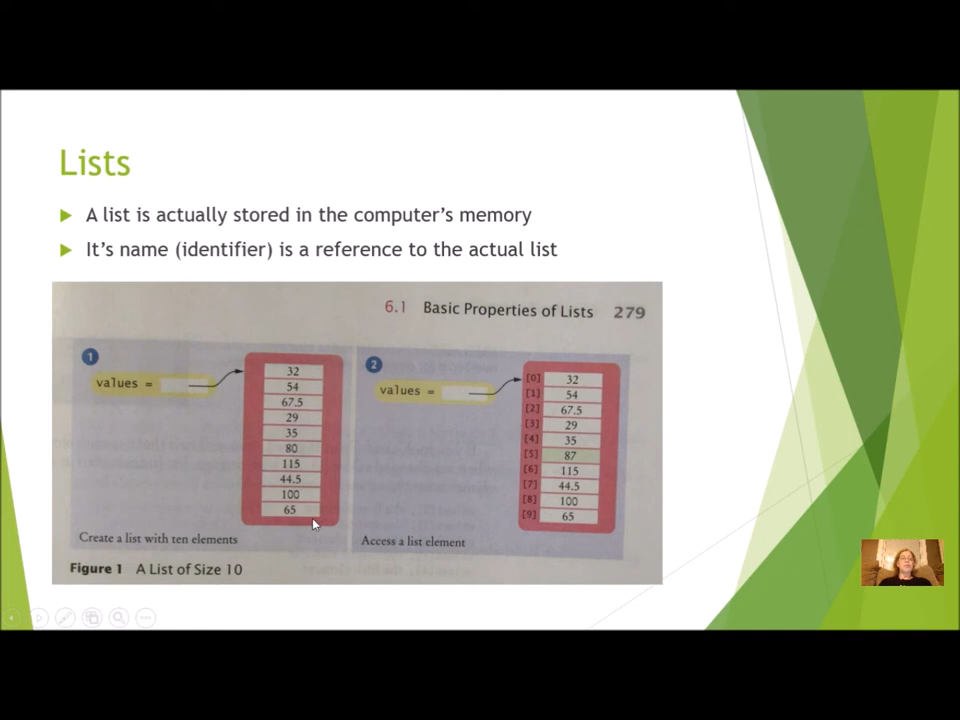 Lists
A list is actually stored in the computer's memory
It's name (identifier) is a reference to the actual list
6.1 Basic Properties of Lists 279
1
values =
32
54
67.5
29
35
80
115
44.5
100
65
Create a list with ten elements
2
values =
[0] 32
[1] 54
[2] 67.5
[3] 29
[4] 35
[5] 87
[6] 115
[7] 44.5
[8] 100
[9] 65
Access a list element
Figure 1 A List of Size 10